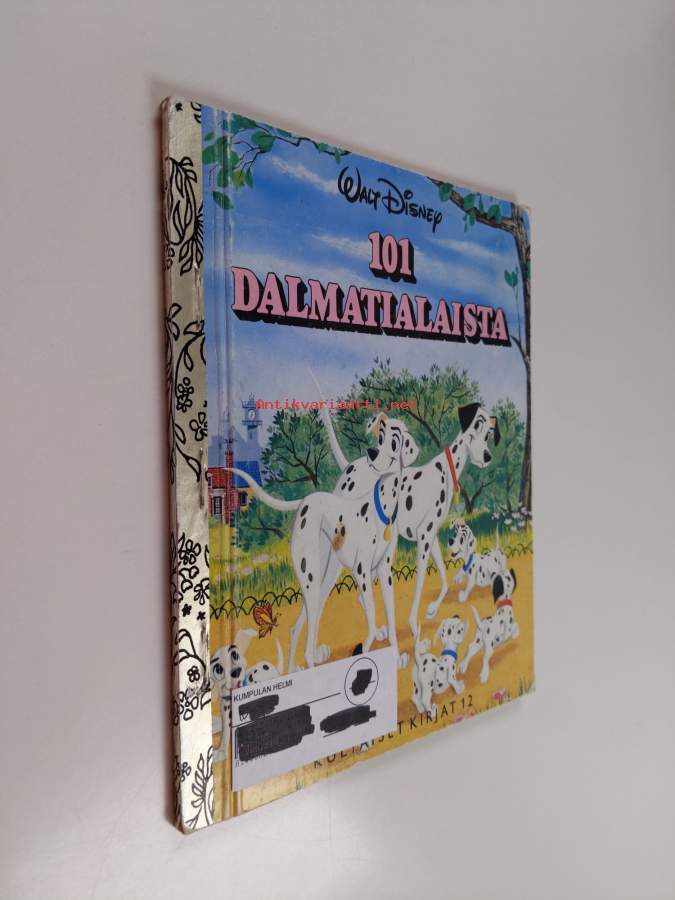 WALT DISNEY
101
DALMATIALAISTA
Antikvariaatti.net
KUMPULAN HELMI
KULTAISET KIRJAT 12